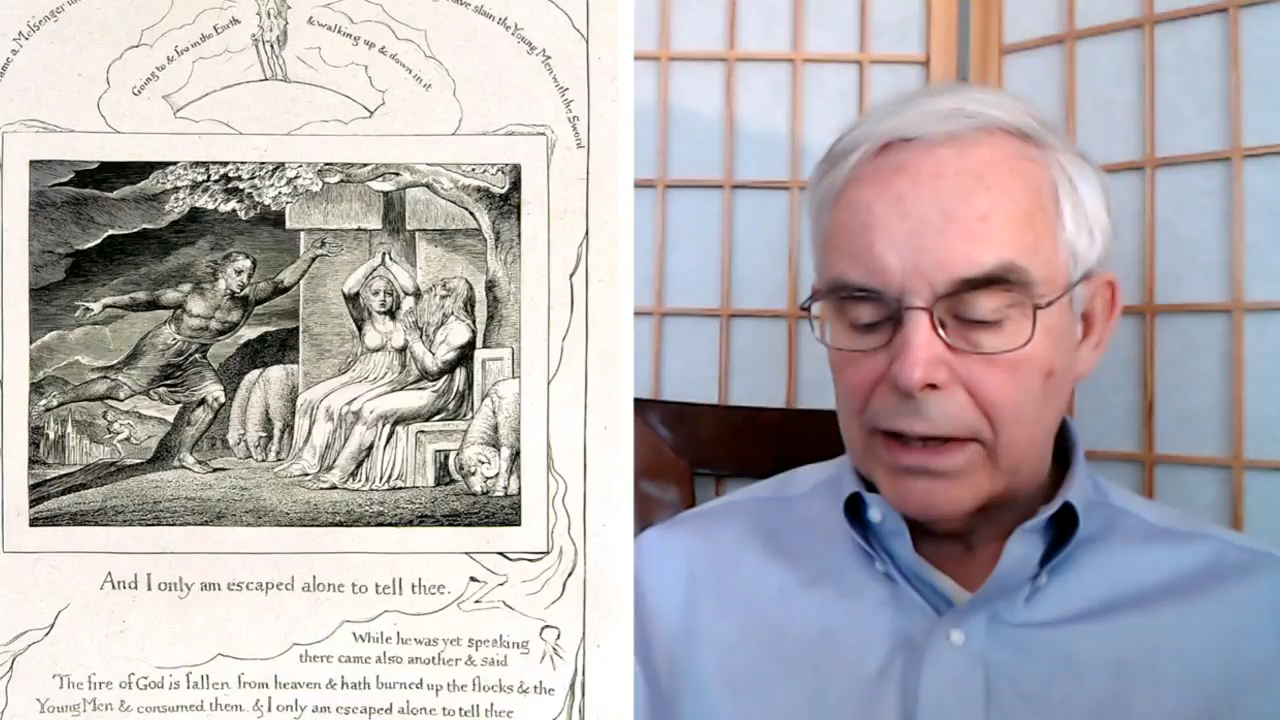 came a Messenger
have slain the Young Men with the Sword
Going to & fro in the Earth
& walking up & down in it
And I only am escaped alone to tell thee.
While he was yet speaking
there came also another & said
The fire of God is fallen from heaven & hath burned up the flocks & the
Young Men & consumed them & I only am escaped alone to tell thee